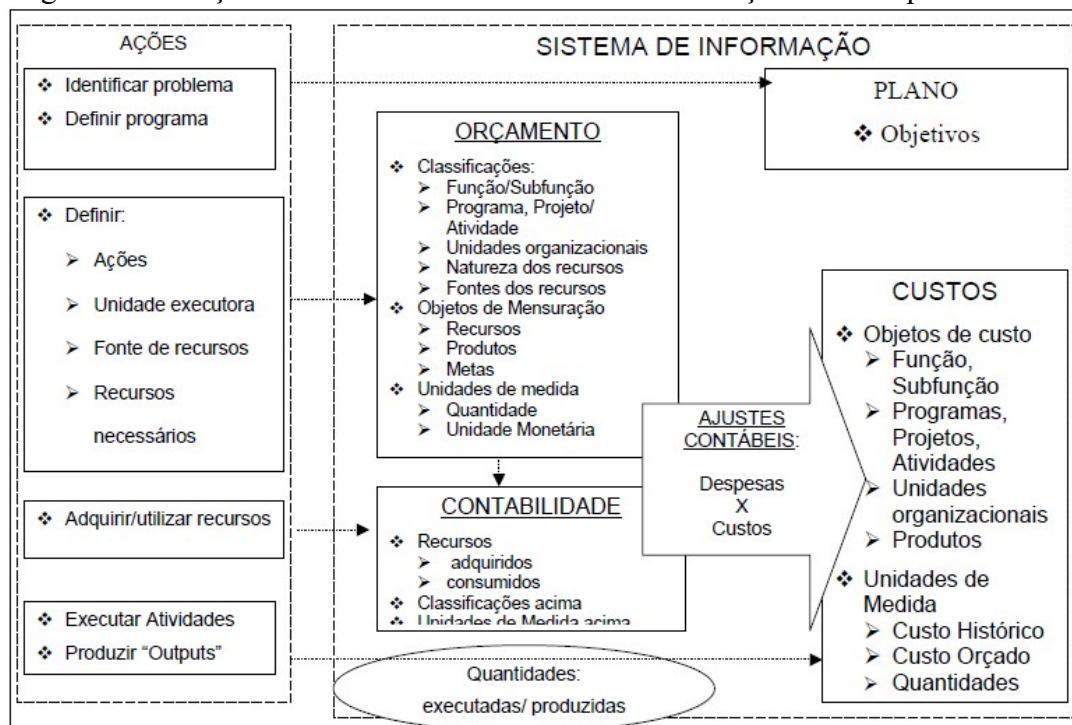 AÇÕES
❖ Identificar problema
❖ Definir programa
❖ Definir:
➢ Ações
➢ Unidade executora
➢ Fonte de recursos
➢ Recursos
necessários
❖ Adquirir/utilizar recursos
❖ Executar Atividades
❖ Produzir “Outputs”
SISTEMA DE INFORMAÇÃO
PLANO
❖ Objetivos
ORÇAMENTO
❖ Classificações:
➢ Função/Subfunção
➢ Programa, Projeto/
Atividade
➢ Unidades organizacionais
➢ Natureza dos recursos
➢ Fontes dos recursos
❖ Objetos de Mensuração
➢ Recursos
➢ Produtos
➢ Metas
❖ Unidades de medida
➢ Quantidade
➢ Unidade Monetária
CONTABILIDADE
❖ Recursos
➢ adquiridos
➢ consumidos
❖ Classificações acima
❖ Unidades de Medida acima
Quantidades:
executadas/ produzidas
AJUSTES
CONTÁBEIS:
Despesas
X
Custos
CUSTOS
❖ Objetos de custo
➢ Função,
Subfunção
➢ Programas,
Projetos,
Atividades
➢ Unidades
organizacionais
➢ Produtos
❖ Unidades de
Medida
➢ Custo Histórico
➢ Custo Orçado
➢ Quantidades